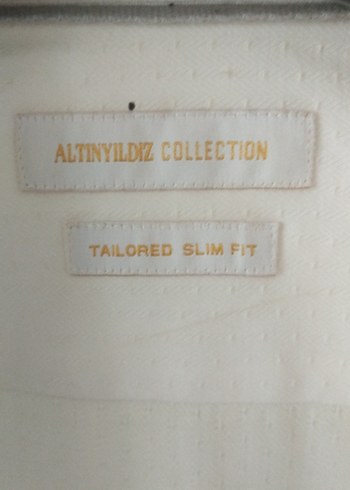 ALTINYILDIZ COLLECTION
TAILORED SLIM FIT